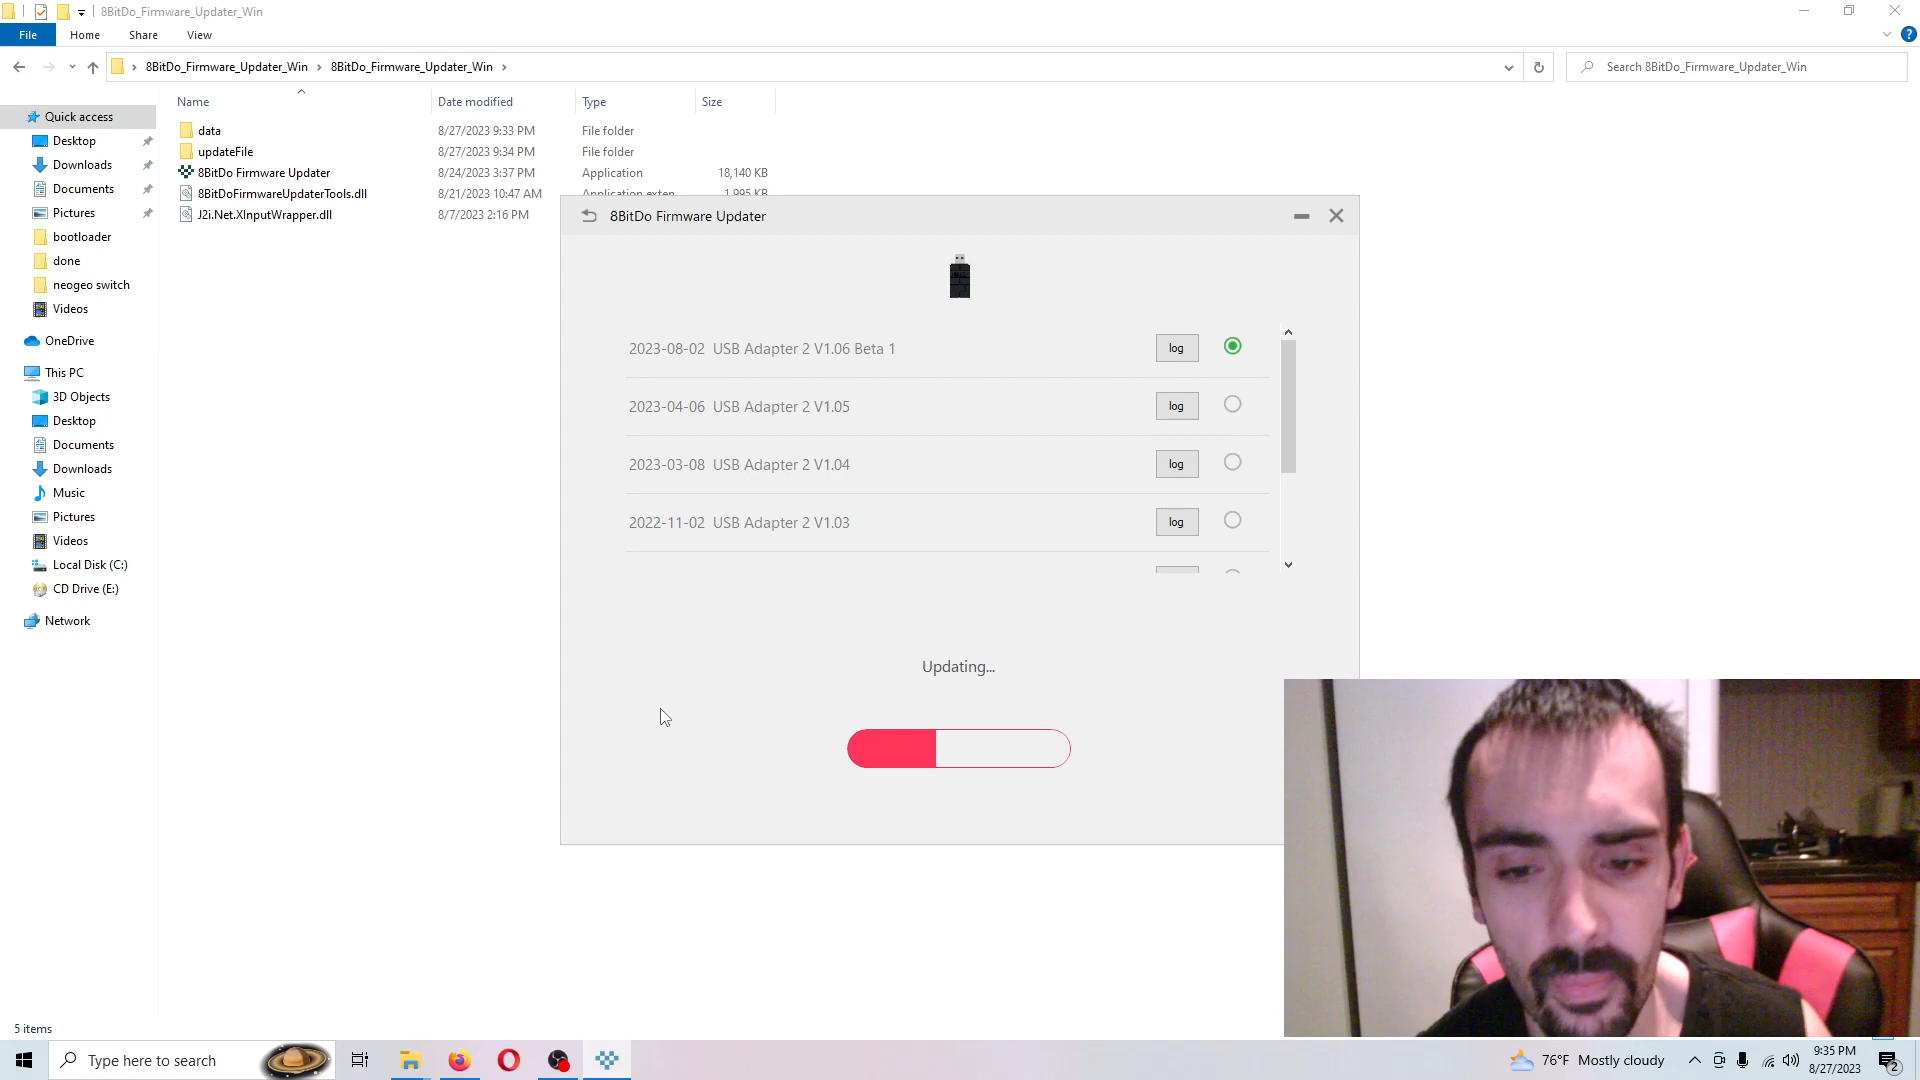 8BitDo_Firmware_Updater_Win
File Home Share View
8BitDo_Firmware_Updater_Win 8BitDo_Firmware_Updater_Win
Search 8BitDo_Firmware_Updater_Win
Name Date modified Type Size
data 8/27/2023 9:33 PM File folder
updateFile 8/27/2023 9:34 PM File folder
8BitDo Firmware Updater 8/24/2023 3:37 PM Application 18,140 KB
8BitDoFirmwareUpdaterTools.dll 8/21/2023 10:47 AM Application exten 1,995 KB
J2i.Net.XInputWrapper.dll 8/7/2023 2:16 PM
Quick access
Desktop
Downloads
Documents
Pictures
bootloader
done
neogeo switch
Videos
OneDrive
This PC
3D Objects
Desktop
Documents
Downloads
Music
Pictures
Videos
Local Disk (C:)
CD Drive (E:)
Network
8BitDo Firmware Updater
2023-08-02 USB Adapter 2 V1.06 Beta 1 log
2023-04-06 USB Adapter 2 V1.05 log
2023-03-08 USB Adapter 2 V1.04 log
2022-11-02 USB Adapter 2 V1.03 log
Updating...
5 items
Type here to search
76°F Mostly cloudy
9:35 PM
8/27/2023
2